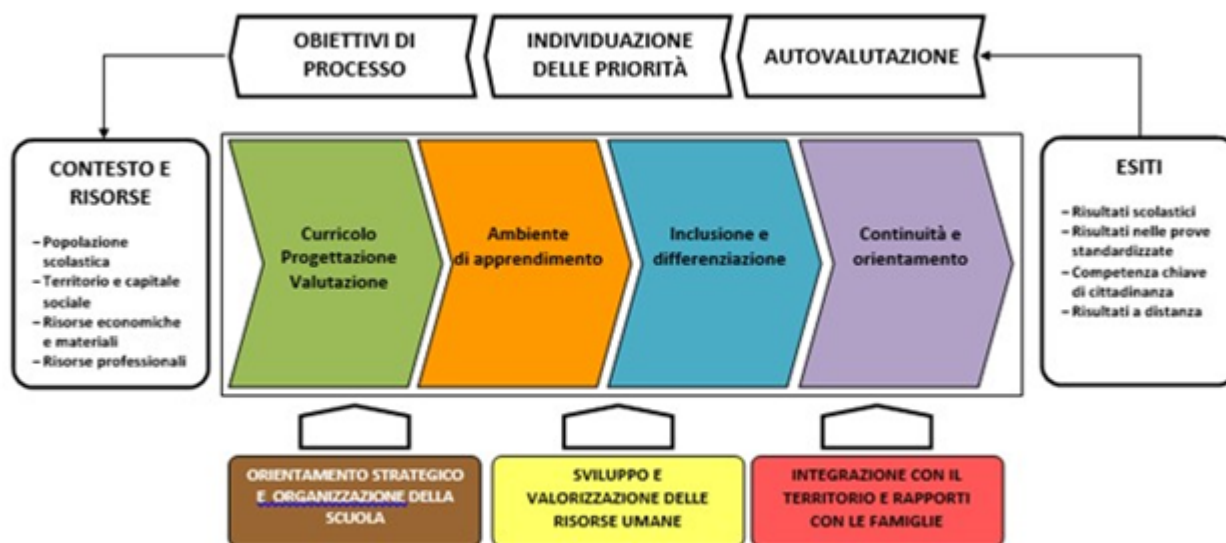 OBIETTIVI DI
PROCESSO
INDIVIDUAZIONE
DELLE PRIORITÀ
AUTOVALUTAZIONE
CONTESTO E
RISORSE
– Popolazione
scolastica
– Territorio e capitale
sociale
– Risorse economiche
e materiali
– Risorse professionali
Curricolo
Progettazione
Valutazione
Ambiente
di apprendimento
Inclusione e
differenziazione
Continuità e
orientamento
ESITI
– Risultati scolastici
– Risultati nelle prove
standardizzate
– Competenza chiave
di cittadinanza
– Risultati a distanza
ORIENTAMENTO STRATEGICO
E ORGANIZZAZIONE DELLA
SCUOLA
SVILUPPO E
VALORIZZAZIONE DELLE
RISORSE UMANE
INTEGRAZIONE CON IL
TERRITORIO E RAPPORTI
CON LE FAMIGLIE